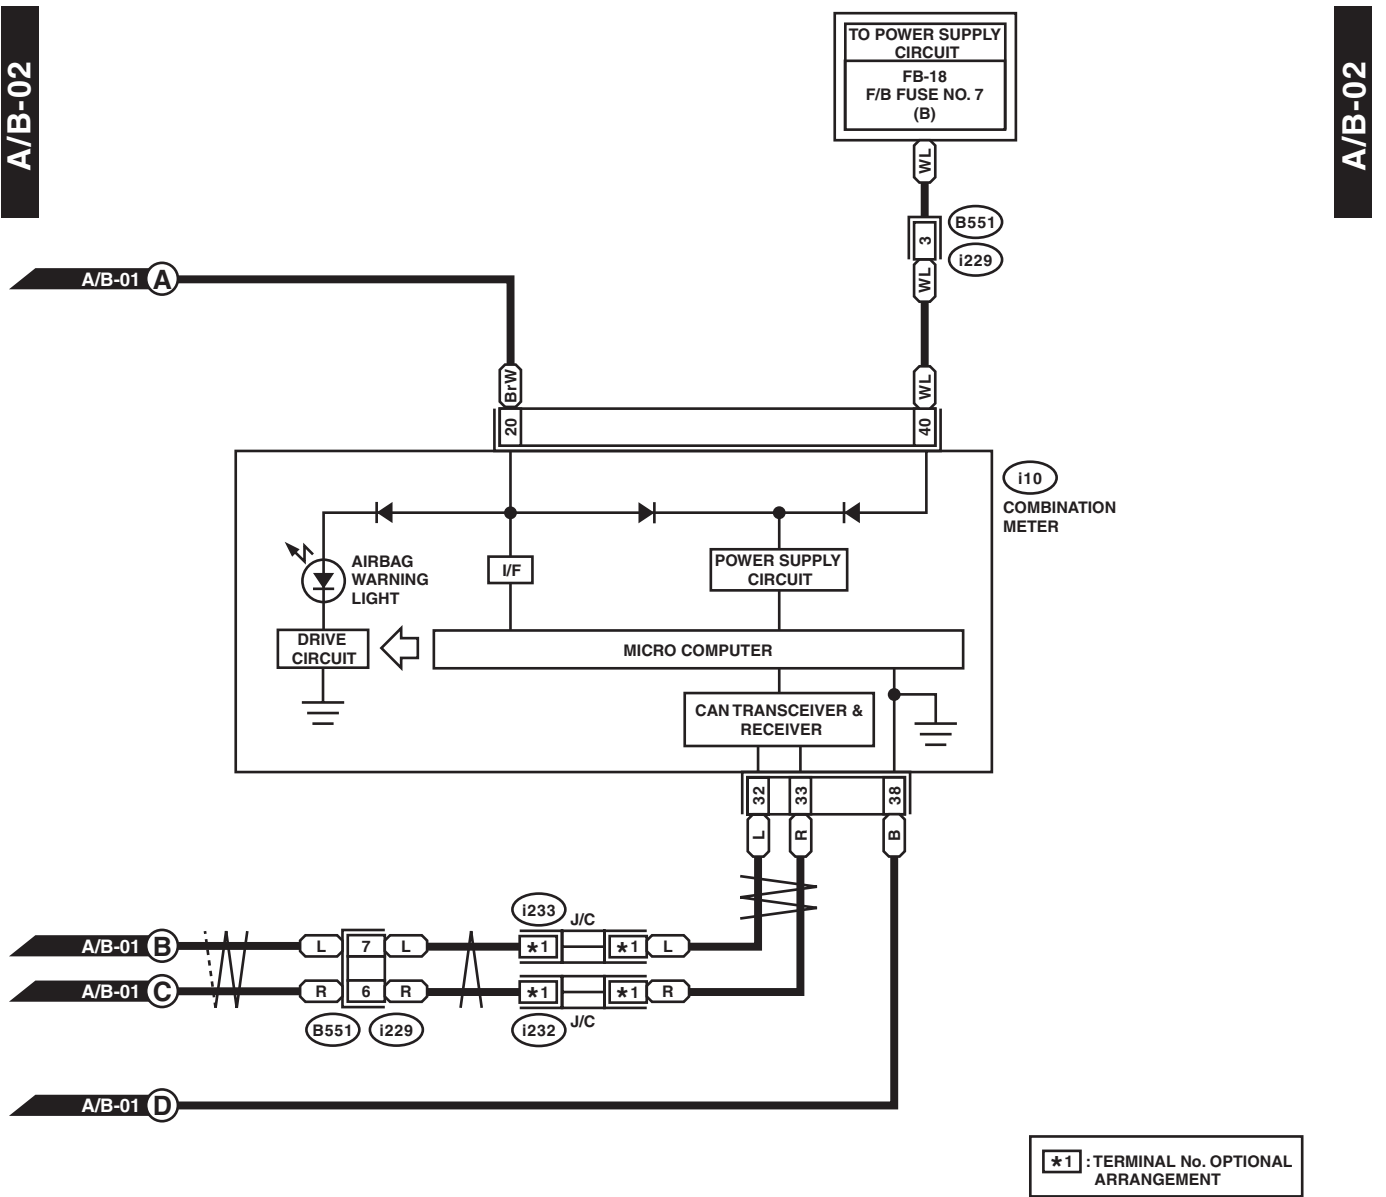 A/B-02
A/B-02
TO POWER SUPPLY
CIRCUIT
FB-18
F/B FUSE NO. 7
(B)
WL
3
B551
i229
WL
A/B-01 A
BrW
WL
20
40
i10
COMBINATION
METER
AIRBAG
WARNING
LIGHT
I/F
POWER SUPPLY
CIRCUIT
DRIVE
CIRCUIT
MICRO COMPUTER
CAN TRANSCEIVER &
RECEIVER
32
33
38
L
R
B
i233
J/C
A/B-01 B
L
7
L
*1
*1
L
A/B-01 C
R
6
R
*1
*1
R
B551
i229
i232
J/C
A/B-01 D
*1 : TERMINAL No. OPTIONAL
ARRANGEMENT